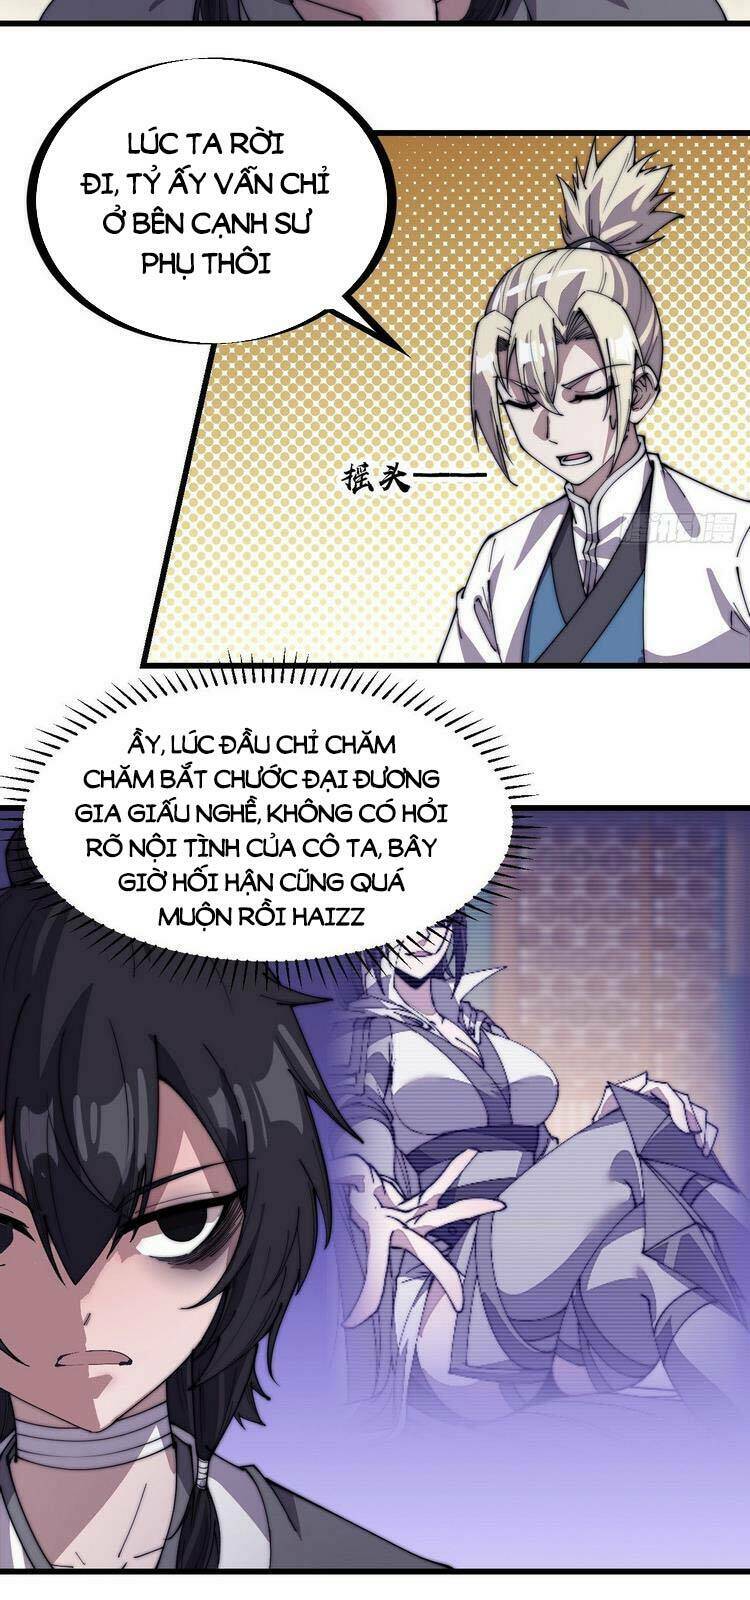 LÚC TA RỜI
ĐI, TỶ ẤY VẪN CHỈ
Ở BÊN CẠNH SƯ
PHỤ THÔI
摇头——
ẦY, LÚC ĐẦU CHỈ CHĂM
CHĂM BẮT CHƯỚC ĐẠI ĐƯƠNG
GIA GIẤU NGHỀ, KHÔNG CÓ HỎI
RÕ NỘI TÌNH CỦA CÔ TA, BÂY
GIỜ HỐI HẬN CŨNG QUÁ
MUỘN RỒI HAIZZ